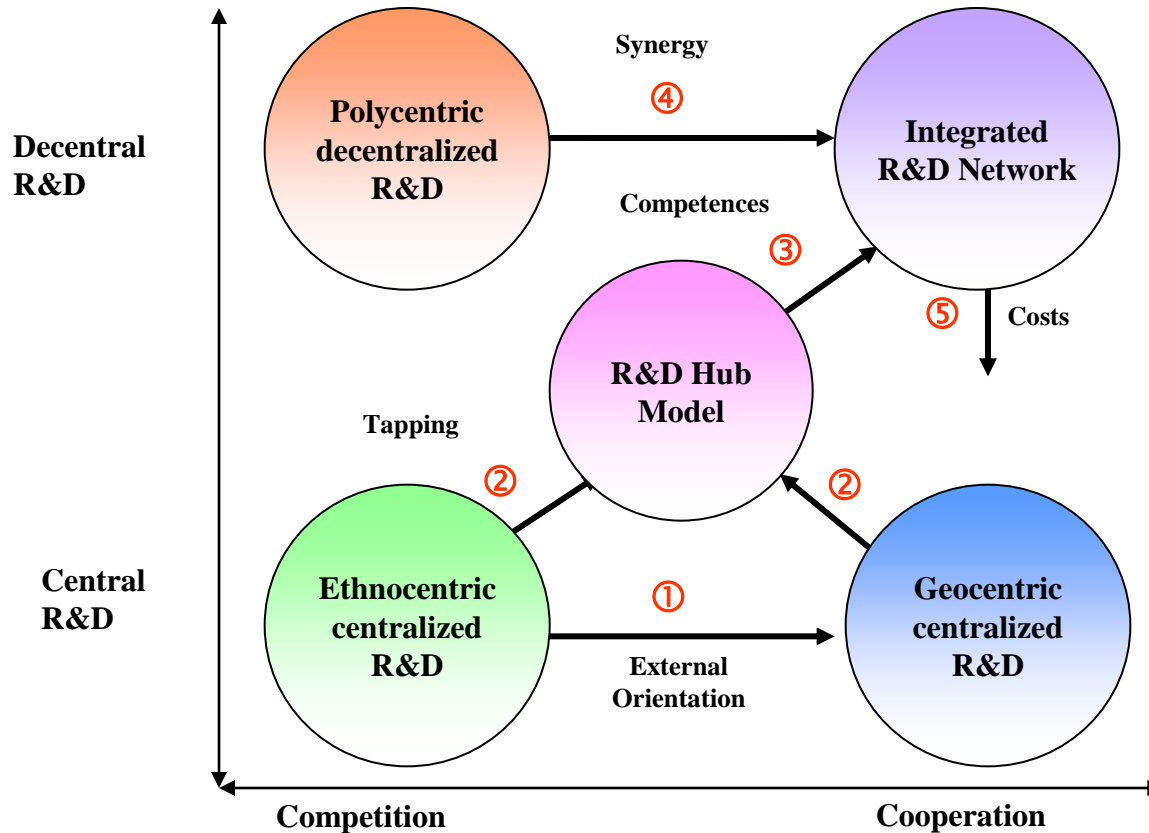 Synergy
④
Polycentric
decentralized
R&D
Integrated
R&D Network
Decentral
R&D
Competences
③
⑤
Costs
R&D Hub
Model
Tapping
②
②
Central
R&D
Ethnocentric
centralized
R&D
①
Geocentric
centralized
R&D
External
Orientation
Competition
Cooperation